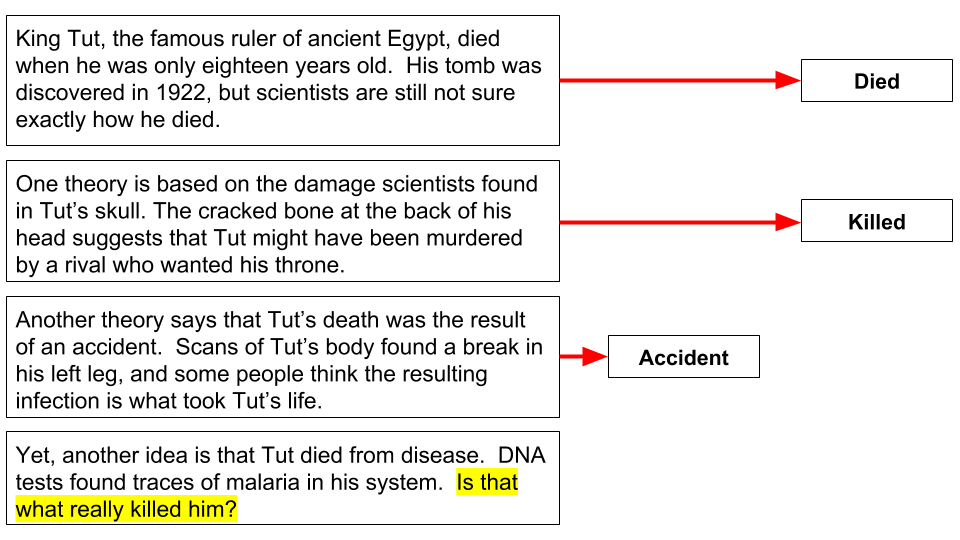 King Tut, the famous ruler of ancient Egypt, died
when he was only eighteen years old.  His tomb was
discovered in 1922, but scientists are still not sure
exactly how he died.
Died
One theory is based on the damage scientists found
in Tut's skull. The cracked bone at the back of his
head suggests that Tut might have been murdered
by a rival who wanted his throne.
Killed
Another theory says that Tut's death was the result
of an accident.  Scans of Tut's body found a break in
his left leg, and some people think the resulting
infection is what took Tut's life.
Accident
Yet, another idea is that Tut died from disease.  DNA
tests found traces of malaria in his system.  Is that
what really killed him?